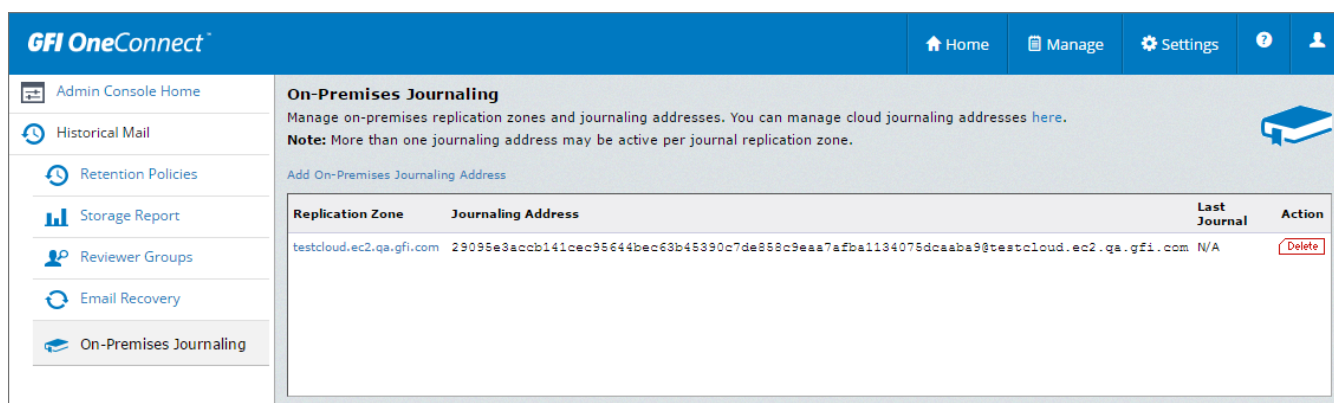 GFI OneConnect™
Home
Manage
Settings
?
Admin Console Home
Historical Mail
Retention Policies
Storage Report
Reviewer Groups
Email Recovery
On-Premises Journaling
On-Premises Journaling
Manage on-premises replication zones and journaling addresses. You can manage cloud journaling addresses here.
Note: More than one journaling address may be active per journal replication zone.
Add On-Premises Journaling Address
Replication Zone Journaling Address Last Journal Action
testcloud.ec2.qa.gfi.com 29095e3accb141cec95644bec63b45390c7de858c9eaa7afba1134075dcaaba9@testcloud.ec2.qa.gfi.com N/A Delete